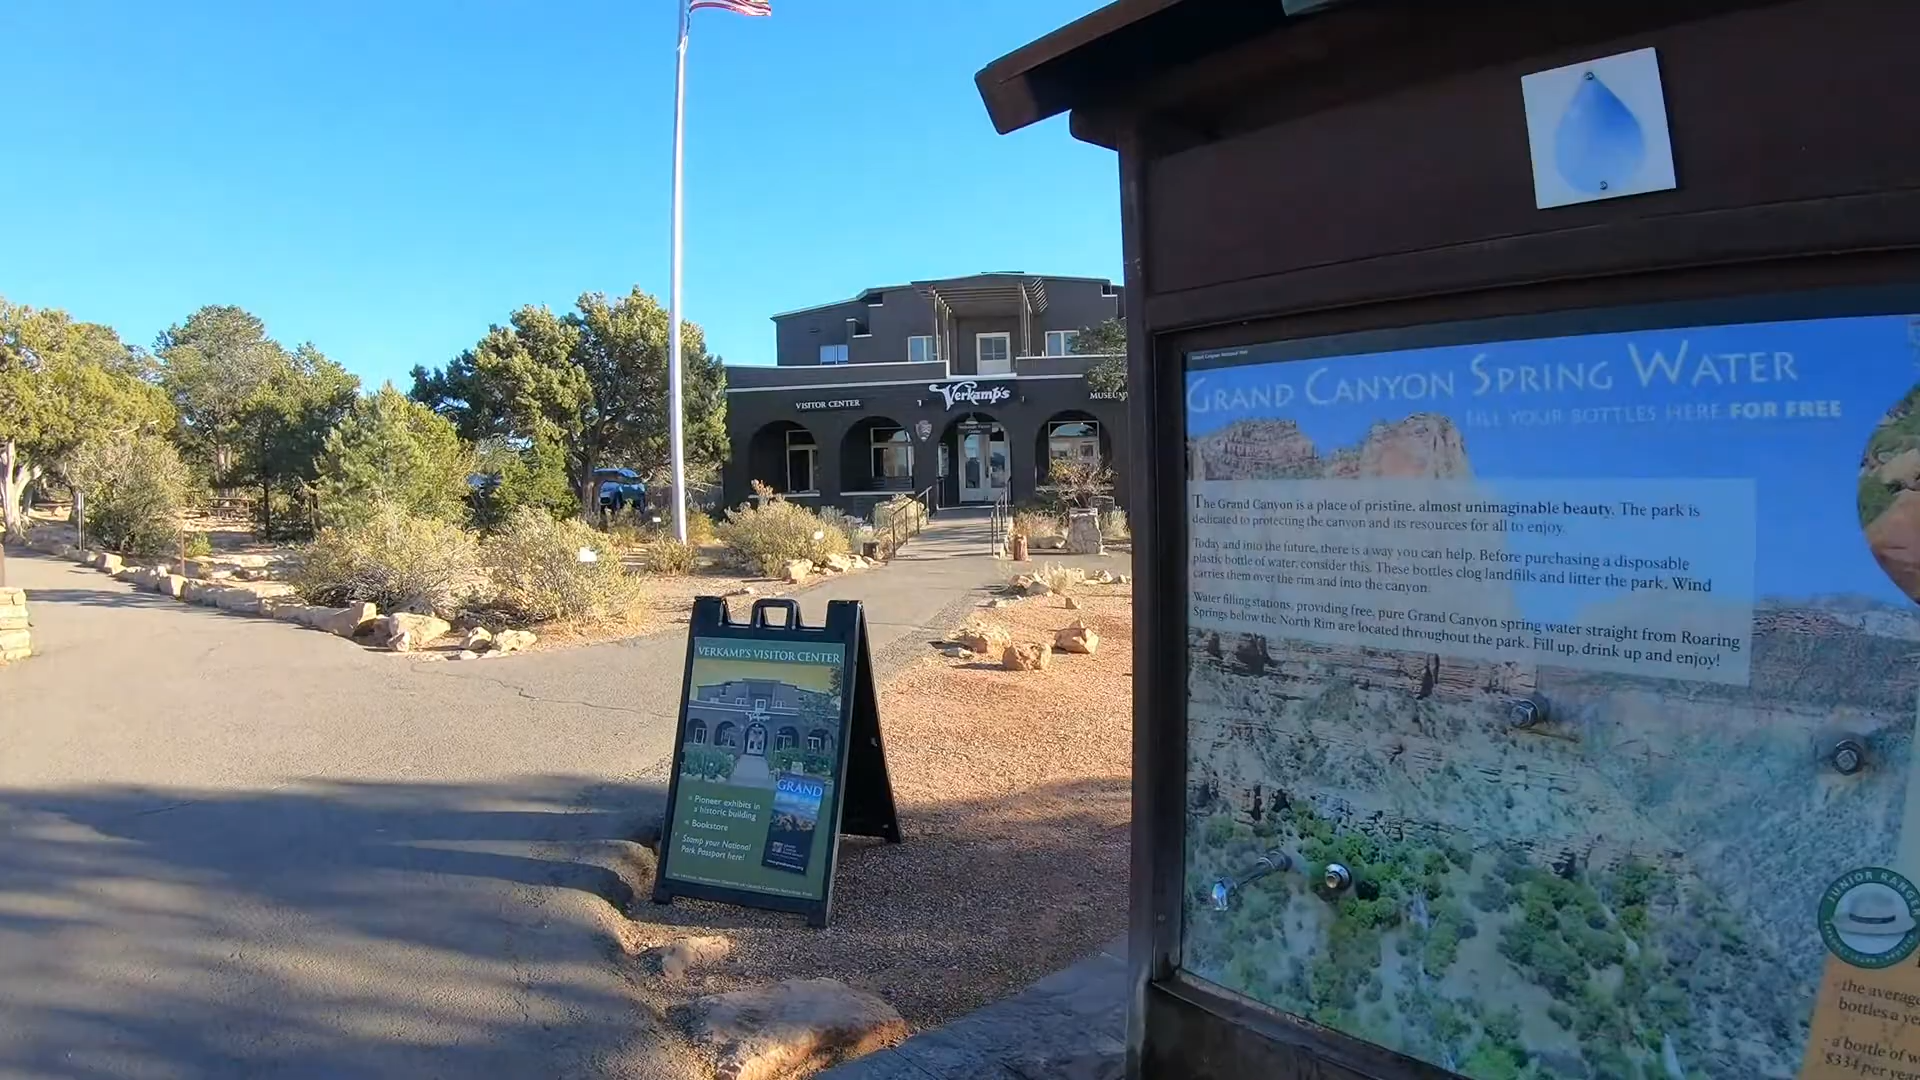 VISITOR CENTER
Verkamp's
MUSEUM
VERKAMP'S VISITOR CENTER
GRAND
Pioneer exhibits in
a historic building
Bookstore
Stamp your National
Park Passport here!
Grand Canyon National Park
GRAND CANYON SPRING WATER
FILL YOUR BOTTLES HERE FOR FREE
The Grand Canyon is a place of pristine, almost unimaginable beauty. The park is
dedicated to protecting the canyon and its resources for all to enjoy.
Today and into the future, there is a way you can help. Before purchasing a disposable
plastic bottle of water, consider this. These bottles clog landfills and litter the park. Wind
carries them over the rim and into the canyon.
Water filling stations, providing free, pure Grand Canyon spring water straight from Roaring
Springs below the North Rim are located throughout the park. Fill up, drink up and enjoy!
JUNIOR RANGER
- the average
bottles a ye
- a bottle of w
$334 per year